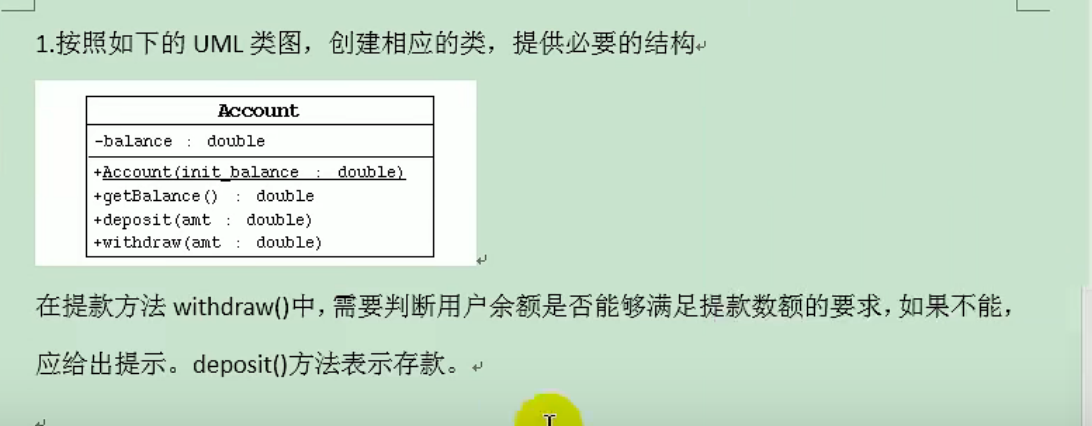 1.按照如下的 UML 类图，创建相应的类，提供必要的结构
Account
-balance : double
+Account(init_balance : double)
+getBalance() : double
+deposit(amt : double)
+withdraw(amt : double)
在提款方法 withdraw()中，需要判断用户余额是否能够满足提款数额的要求，如果不能，
应给出提示。deposit()方法表示存款。